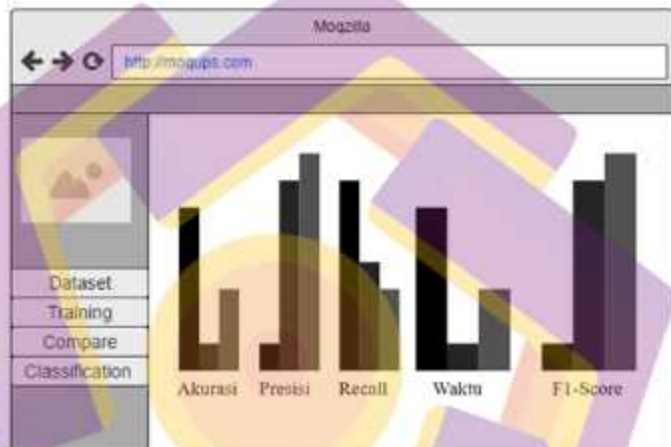 Moqzilla
http://moqups.com
Dataset
Training
Compare
Classification
Akurasi Presisi Recall Waktu F1-Score